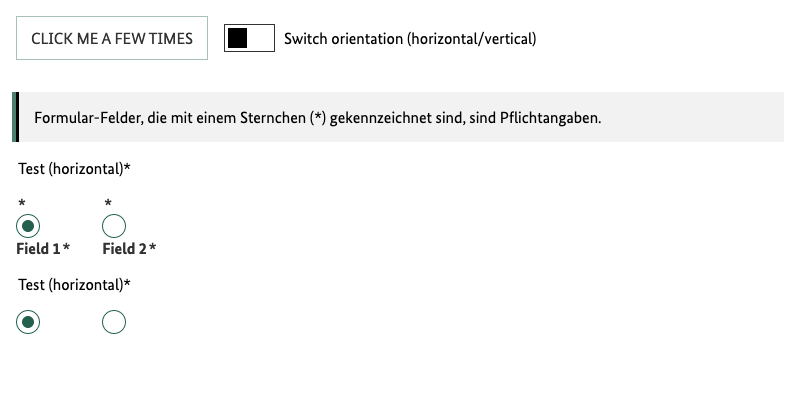 CLICK ME A FEW TIMES Switch orientation (horizontal/vertical)
Formular-Felder, die mit einem Sternchen (*) gekennzeichnet sind, sind Pflichtangaben.
Test (horizontal)*
* *
Field 1* Field 2*
Test (horizontal)*